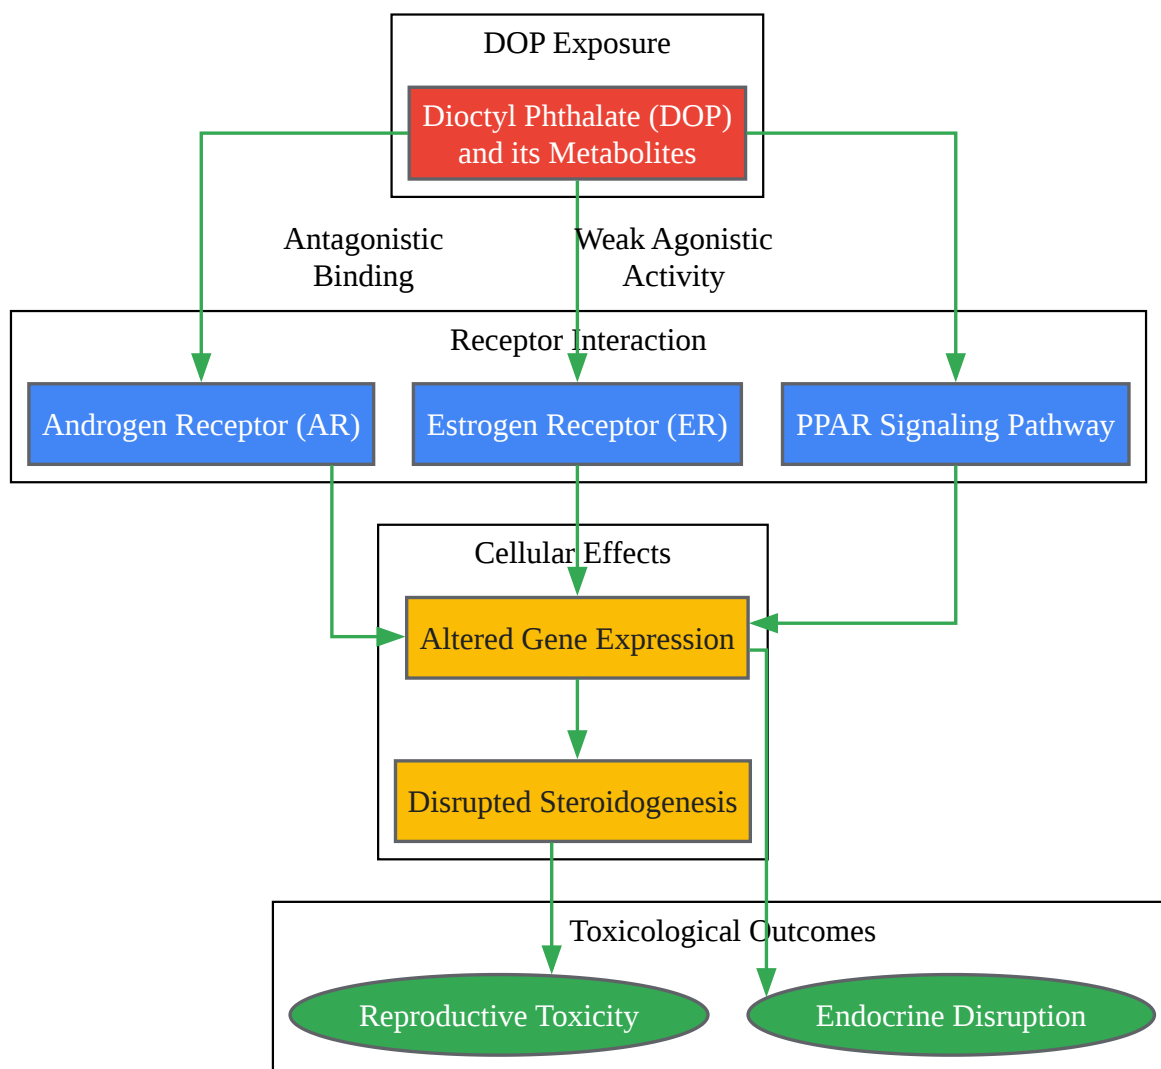 DOP Exposure
Dioctyl Phthalate (DOP)
and its Metabolites
Antagonistic
Binding
Weak Agonistic
Activity
Receptor Interaction
Androgen Receptor (AR)
Estrogen Receptor (ER)
PPAR Signaling Pathway
Cellular Effects
Altered Gene Expression
Disrupted Steroidogenesis
Toxicological Outcomes
Reproductive Toxicity
Endocrine Disruption